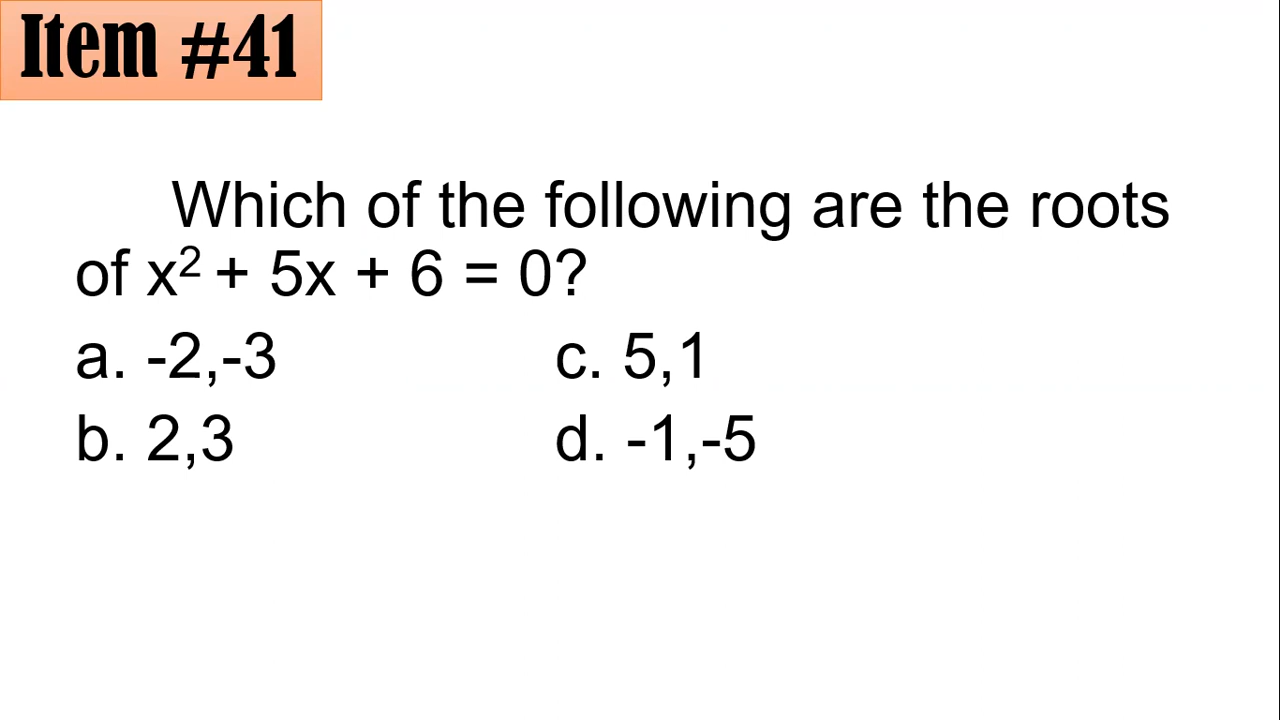 Item #41
Which of the following are the roots
of x² + 5x + 6 = 0?
a. -2,-3 c. 5,1
b. 2,3 d. -1,-5